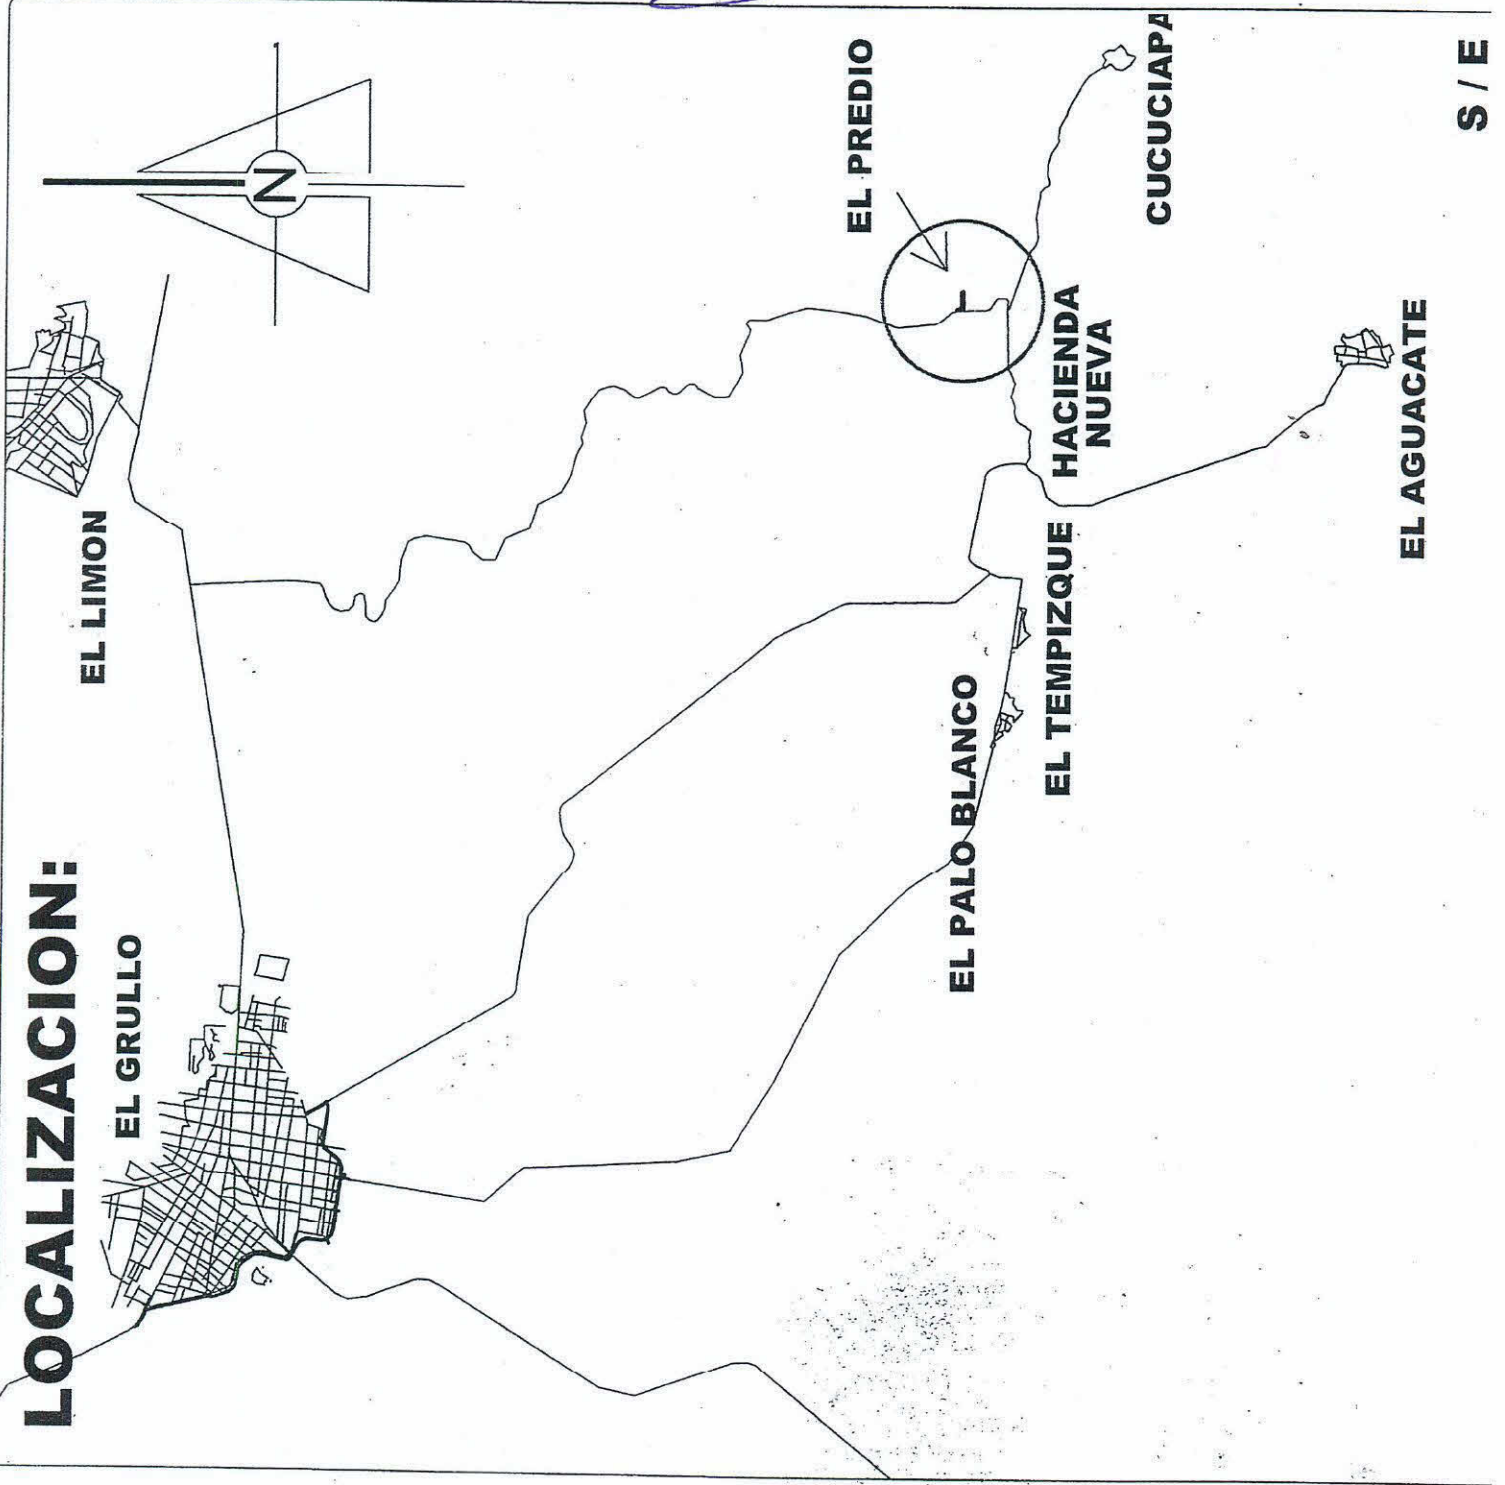 LOCALIZACION:
EL GRULLO
EL LIMON
N
EL PREDIO
EL PALO BLANCO
EL TEMPIZQUE
HACIENDA
NUEVA
CUCUCIAPA
EL AGUACATE
S / E